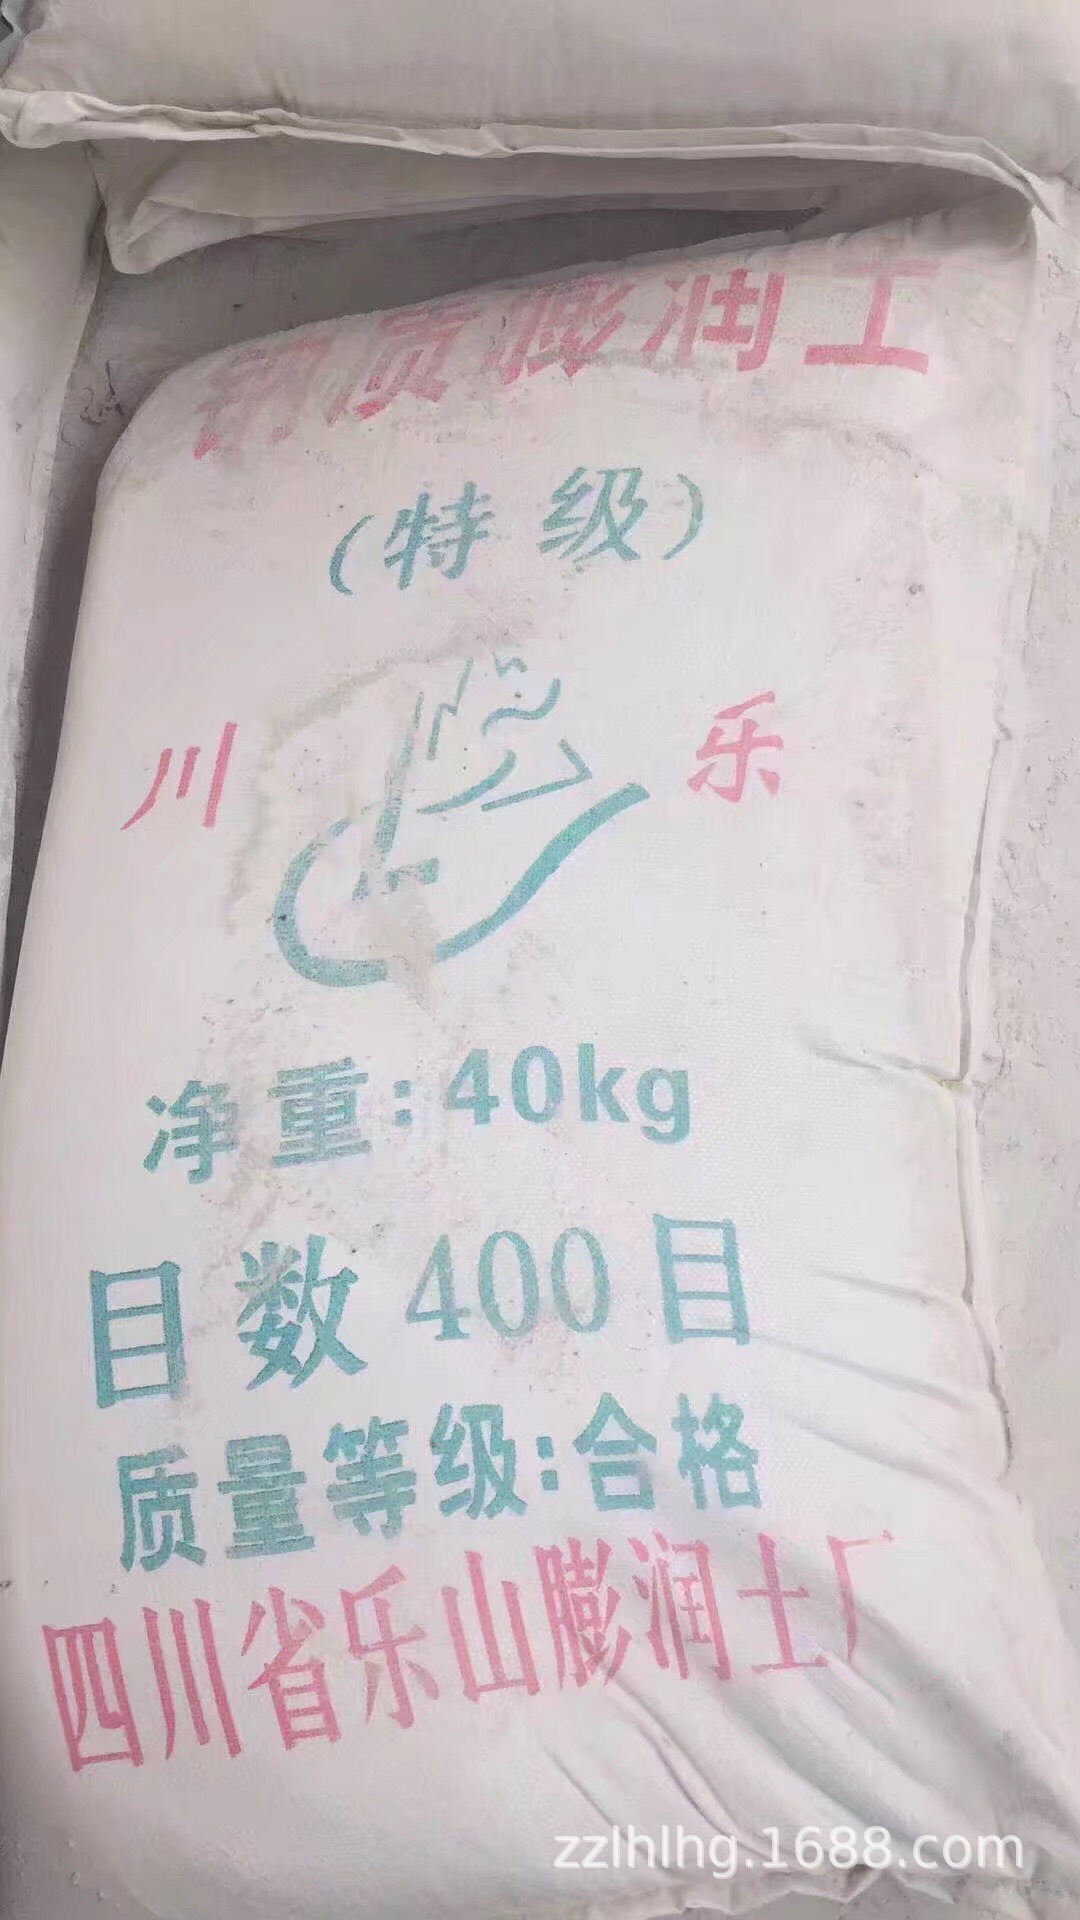 质膨润土
（特级）
川 乐
净重:40kg
目数400目
质量等级:合格
四川省乐山膨润土厂
zzlhlhg.1688.com